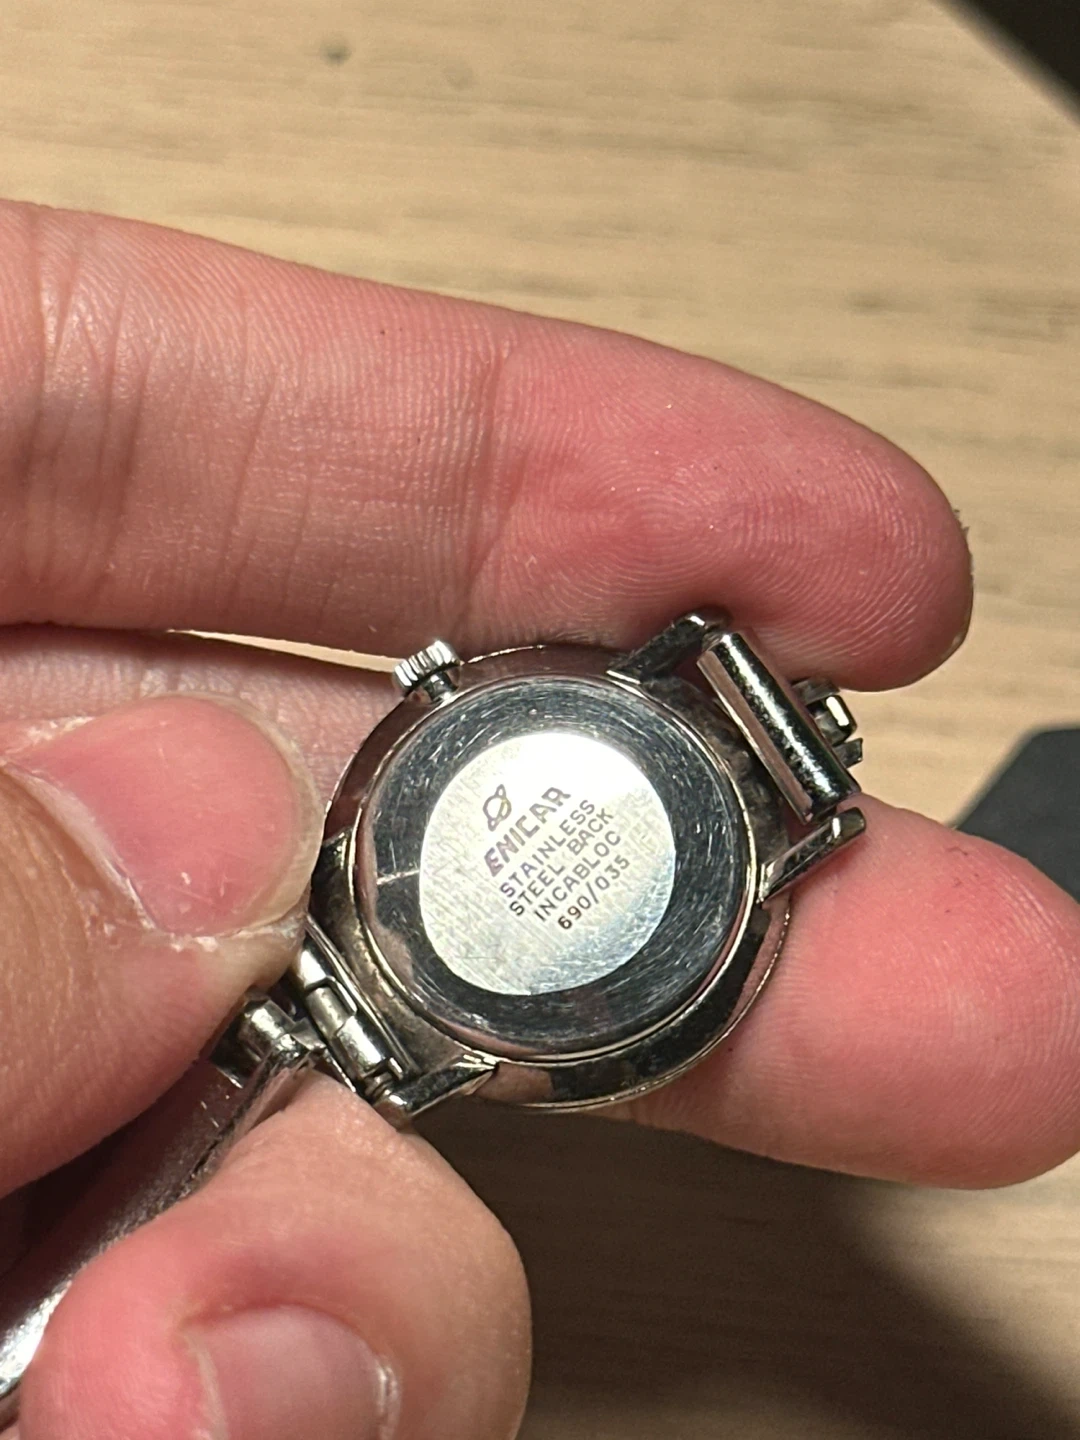 ENICAR
STAINLESS
STEEL BACK
INCABLOC
690/035